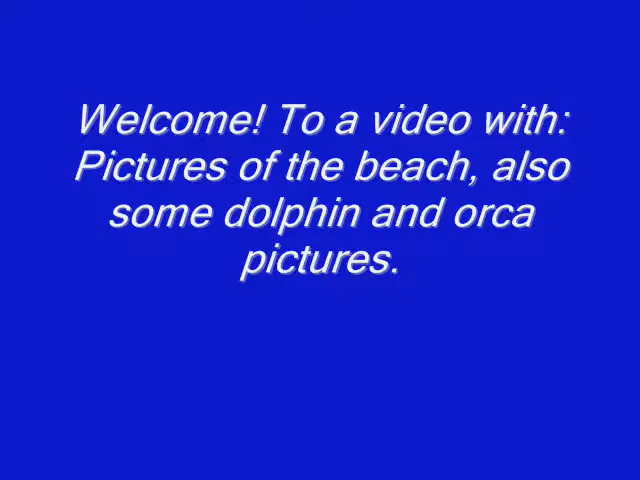 Welcome! To a video with:
Pictures of the beach, also
some dolphin and orca
pictures.